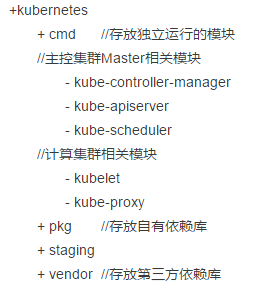 +kubernetes
+ cmd //存放独立运行的模块
//主控集群Master相关模块
- kube-controller-manager
- kube-apiserver
- kube-scheduler
//计算集群相关模块
- kubelet
- kube-proxy
+ pkg //存放自有依赖库
+ staging
+ vendor //存放第三方依赖库